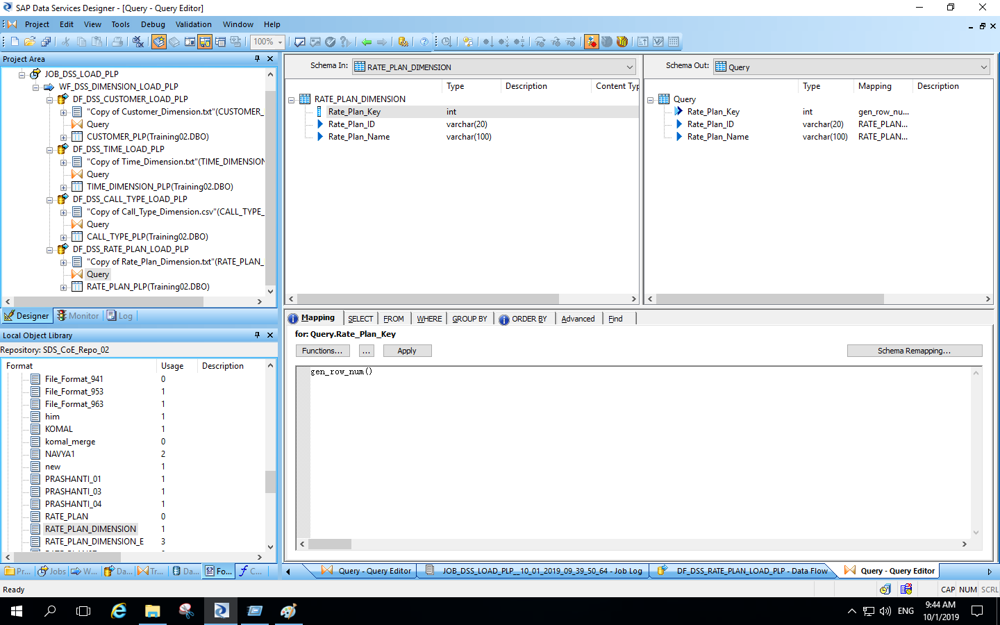 SAP Data Services Designer - [Query - Query Editor]
Project Edit View Tools Debug Validation Window Help
100%
Project Area
JOB_DSS_LOAD_PLP
WF_DSS_DIMENSION_LOAD_PLP
DF_DSS_CUSTOMER_LOAD_PLP
"Copy of Customer_Dimension.txt"(CUSTOMER_
Query
CUSTOMER_PLP(Training02.DBO)
DF_DSS_TIME_LOAD_PLP
"Copy of Time_Dimension.txt"(TIME_DIMENSION
Query
TIME_DIMENSION_PLP(Training02.DBO)
DF_DSS_CALL_TYPE_LOAD_PLP
"Copy of Call_Type_Dimension.csv"(CALL_TYPE_
Query
CALL_TYPE_PLP(Training02.DBO)
DF_DSS_RATE_PLAN_LOAD_PLP
"Copy of Rate_Plan_Dimension.txt"(RATE_PLAN_
Query
RATE_PLAN_PLP(Training02.DBO)
Designer Monitor Log
Local Object Library
Repository: SDS_CoE_Repo_02
Format Usage Description
File_Format_941 0
File_Format_953 1
File_Format_963 1
him 1
KOMAL 1
komal_merge 0
NAVYA1 2
new 1
PRASHANTI_01 1
PRASHANTI_03 1
PRASHANTI_04 1
RATE_PLAN 0
RATE_PLAN_DIMENSION 1
RATE_PLAN_DIMENSION_E 3
Pr... Jobs W... Da... Tr... Da... Fo... C...
Schema In: RATE_PLAN_DIMENSION
Type Description Content Typ
RATE_PLAN_DIMENSION
Rate_Plan_Key int
Rate_Plan_ID varchar(20)
Rate_Plan_Name varchar(100)
Schema Out: Query
Type Mapping Description
Query
Rate_Plan_Key int gen_row_nu...
Rate_Plan_ID varchar(20) RATE_PLAN...
Rate_Plan_Name varchar(100) RATE_PLAN...
Mapping SELECT FROM WHERE GROUP BY ORDER BY Advanced Find
for: Query.Rate_Plan_Key
Functions... ... Apply Schema Remapping...
gen_row_num()
Query - Query Editor JOB_DSS_LOAD_PLP__10_01_2019_09_39_50_64 - Job Log DF_DSS_RATE_PLAN_LOAD_PLP - Data Flow Query - Query Editor
Ready CAP NUM SCRL
ENG 9:44 AM
10/1/2019